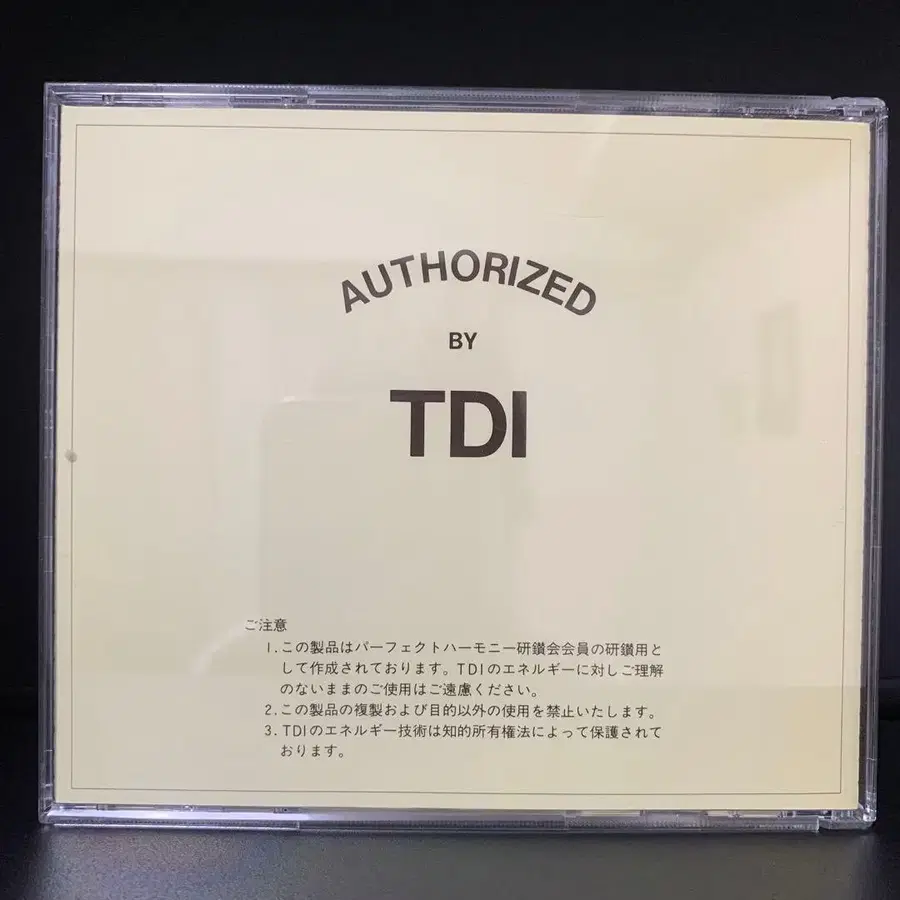 AUTHORIZED
BY
TDI
ご注意
1.この製品はパーフェクトハーモニー研鑽会会員の研鑽用と
して作成されております。TDIのエネルギーに対しご理解
のないままのご使用はご遠慮ください。
2.この製品の複製および目的以外の使用を禁止いたします。
3.TDIのエネルギー技術は知的所有権法によって保護されて
おります。